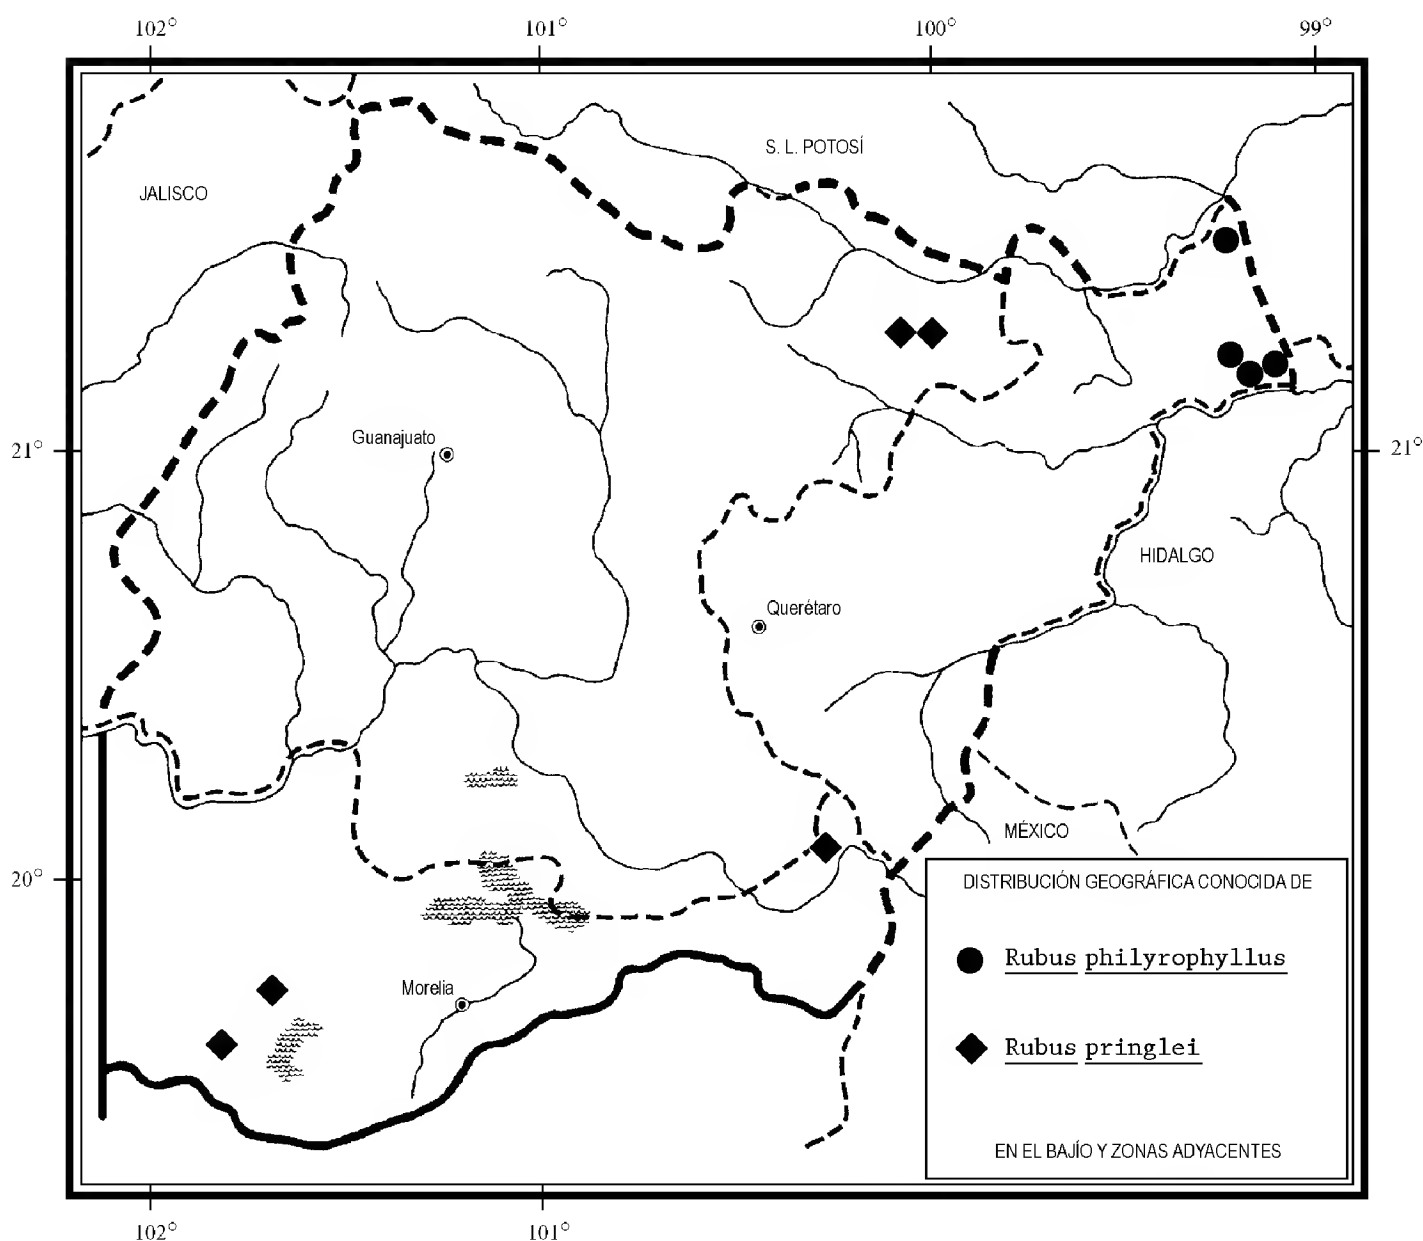 102° 101° 100° 99°
S. L. POTOSÍ
JALISCO
Guanajuato
21° 21°
HIDALGO
Querétaro
MÉXICO
20°
DISTRIBUCIÓN GEOGRÁFICA CONOCIDA DE
Rubus philyrophyllus
Morelia
Rubus pringlei
EN EL BAJÍO Y ZONAS ADYACENTES
102° 101°